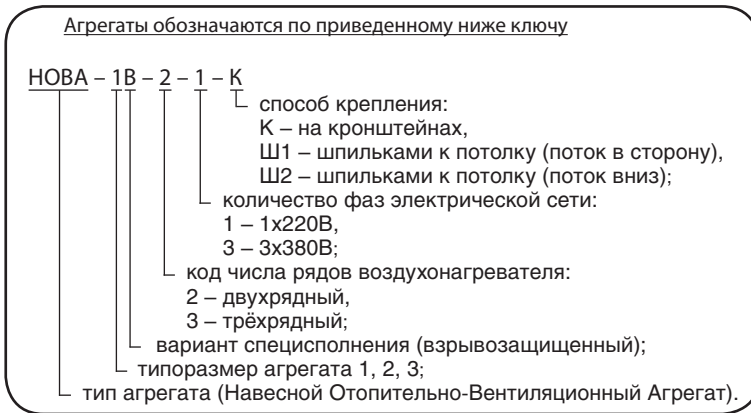 Агрегаты обозначаются по приведенному ниже ключу
НОВА – 1В – 2 – 1 – К
способ крепления:
К – на кронштейнах,
Ш1 – шпильками к потолку (поток в сторону),
Ш2 – шпильками к потолку (поток вниз);
количество фаз электрической сети:
1 – 1х220В,
3 – 3х380В;
код числа рядов воздухонагревателя:
2 – двухрядный,
3 – трёхрядный;
вариант специсполнения (взрывозащищенный);
типоразмер агрегата 1, 2, 3;
тип агрегата (Навесной Отопительно-Вентиляционный Агрегат).